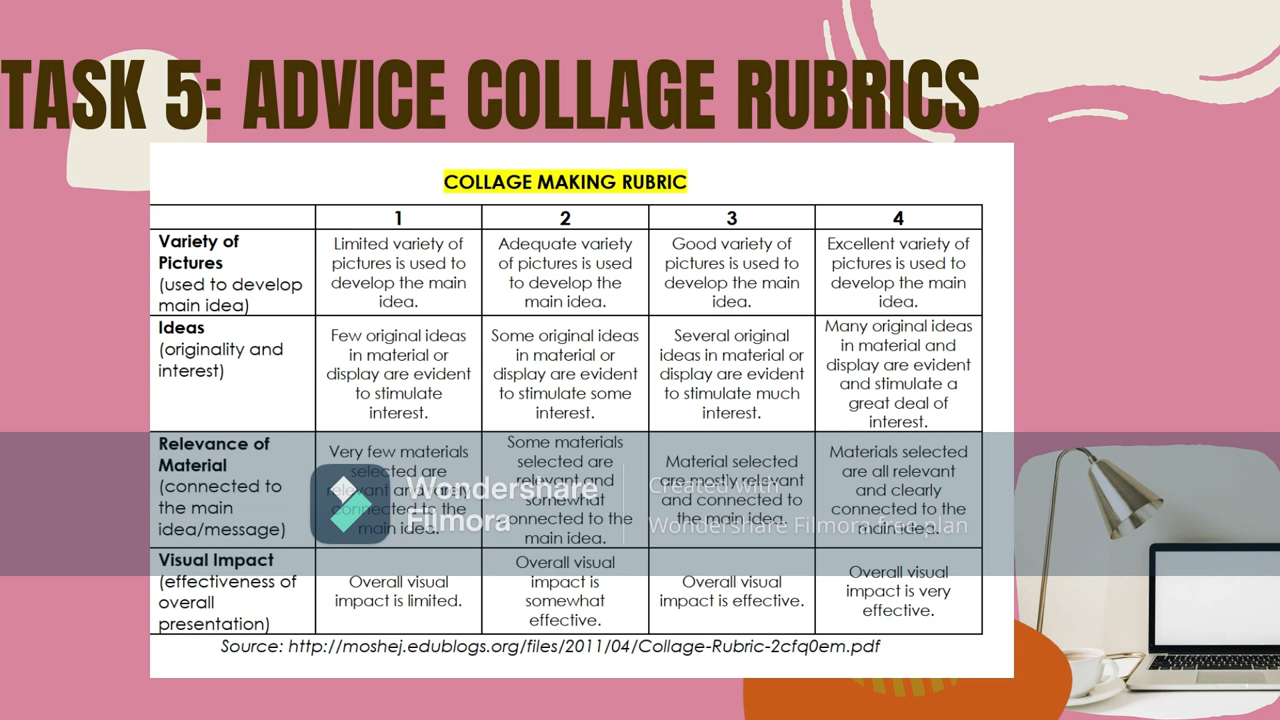 TASK 5: ADVICE COLLAGE RUBRICS
COLLAGE MAKING RUBRIC
1 2 3 4
Variety of
Pictures
(used to develop
main idea)
Limited variety of
pictures is used to
develop the main
idea.
Adequate variety
of pictures is used
to develop the
main idea.
Good variety of
pictures is used to
develop the main
idea.
Excellent variety of
pictures is used to
develop the main
idea.
Ideas
(originality and
interest)
Few original ideas
in material or
display are evident
to stimulate
interest.
Some original ideas
in material or
display are evident
to stimulate some
interest.
Several original
ideas in material or
display are evident
to stimulate much
interest.
Many original ideas
in material and
display are evident
and stimulate a
great deal of
interest.
Relevance of
Material
(connected to
the main
idea/message)
Very few materials
selected are
relevant and rarely
connected to the
main idea.
Some materials
selected are
relevant and
somewhat
connected to the
main idea.
Material selected
are mostly relevant
and connected to
the main idea.
Materials selected
are all relevant
and clearly
connected to the
main idea.
Visual Impact
(effectiveness of
overall
presentation)
Overall visual
impact is limited.
Overall visual
impact is
somewhat
effective.
Overall visual
impact is effective.
Overall visual
impact is very
effective.
Source: http://moshej.edublogs.org/files/2011/04/Collage-Rubric-2cfq0em.pdf
Wondershare
Filmora
Created with
Wondershare Filmora free plan